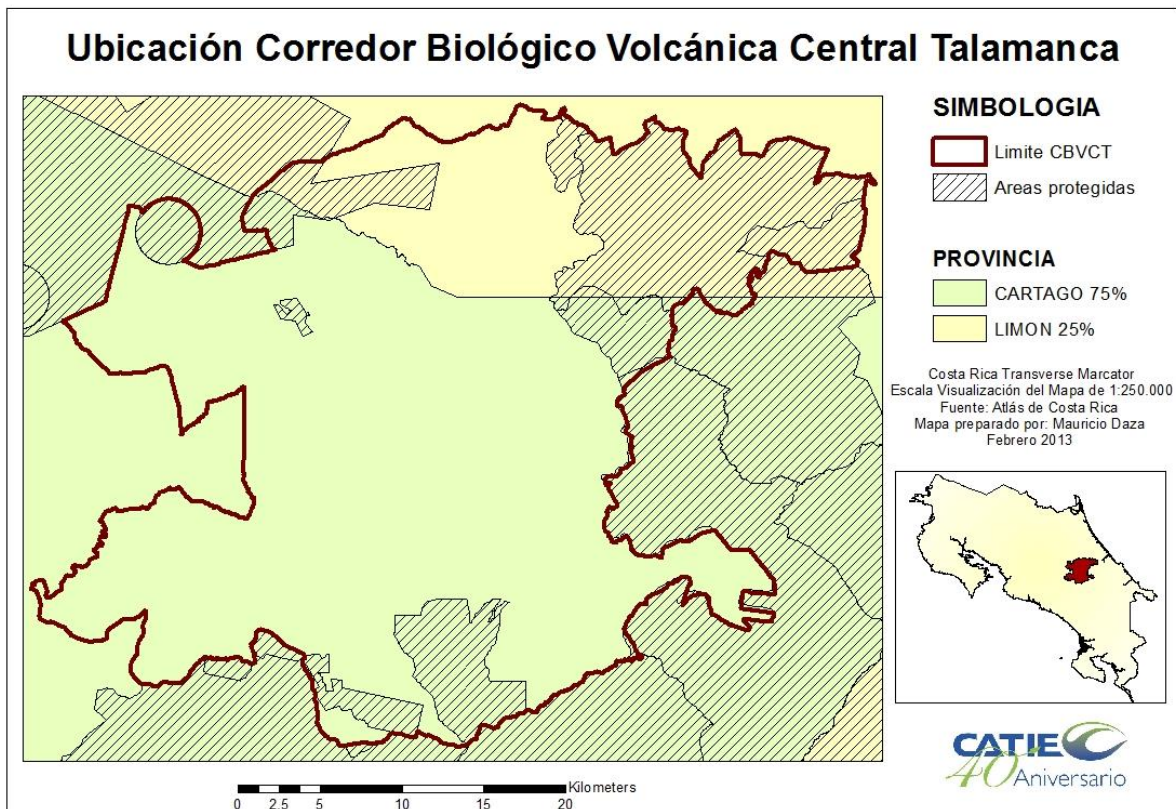 Ubicación Corredor Biológico Volcánica Central Talamanca
SIMBOLOGIA
Limite CBVCT
Areas protegidas
PROVINCIA
CARTAGO 75%
LIMON 25%
Costa Rica Transverse Marcator
Escala Visualización del Mapa de 1:250.000
Fuente: Atlás de Costa Rica
Mapa preparado por: Mauricio Daza
Febrero 2013
CATIE
40 Aniversario
Kilometers
0 2.5 5 10 15 20